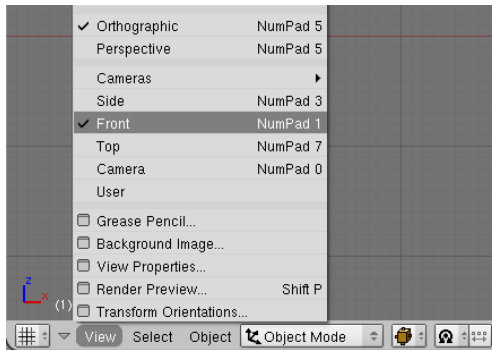 Orthographic NumPad 5
Perspective NumPad 5
Cameras
Side NumPad 3
Front NumPad 1
Top NumPad 7
Camera NumPad 0
User
Grease Pencil...
Background Image...
View Properties...
Render Preview... Shift P
Transform Orientations...
z
x
(1)
View Select Object Object Mode